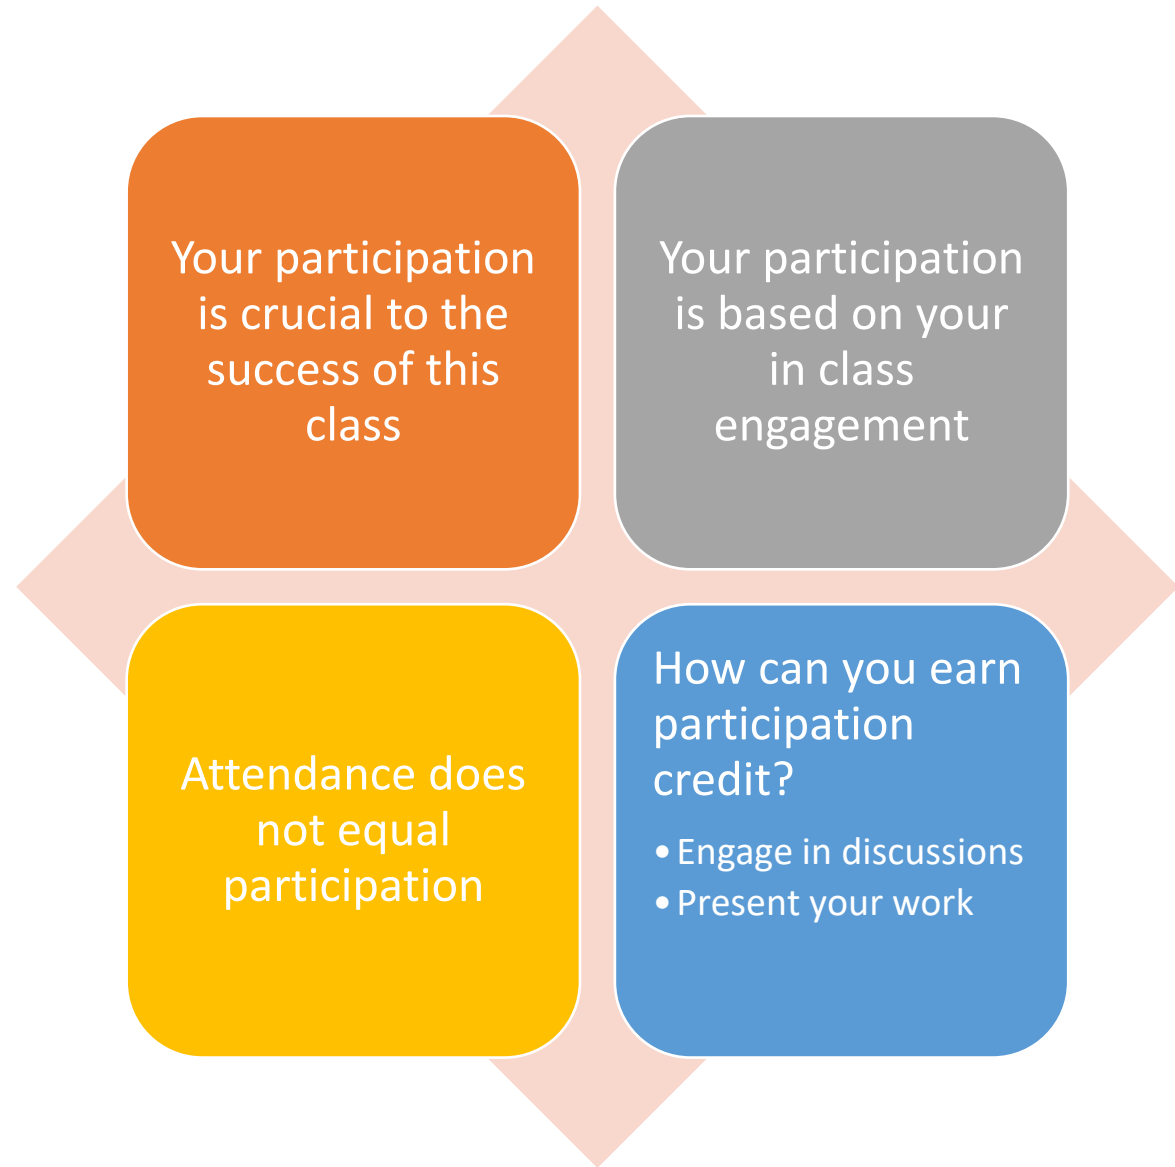 Your participation
is crucial to the
success of this
class
Your participation
is based on your
in class
engagement
Attendance does
not equal
participation
How can you earn
participation
credit?
• Engage in discussions
• Present your work